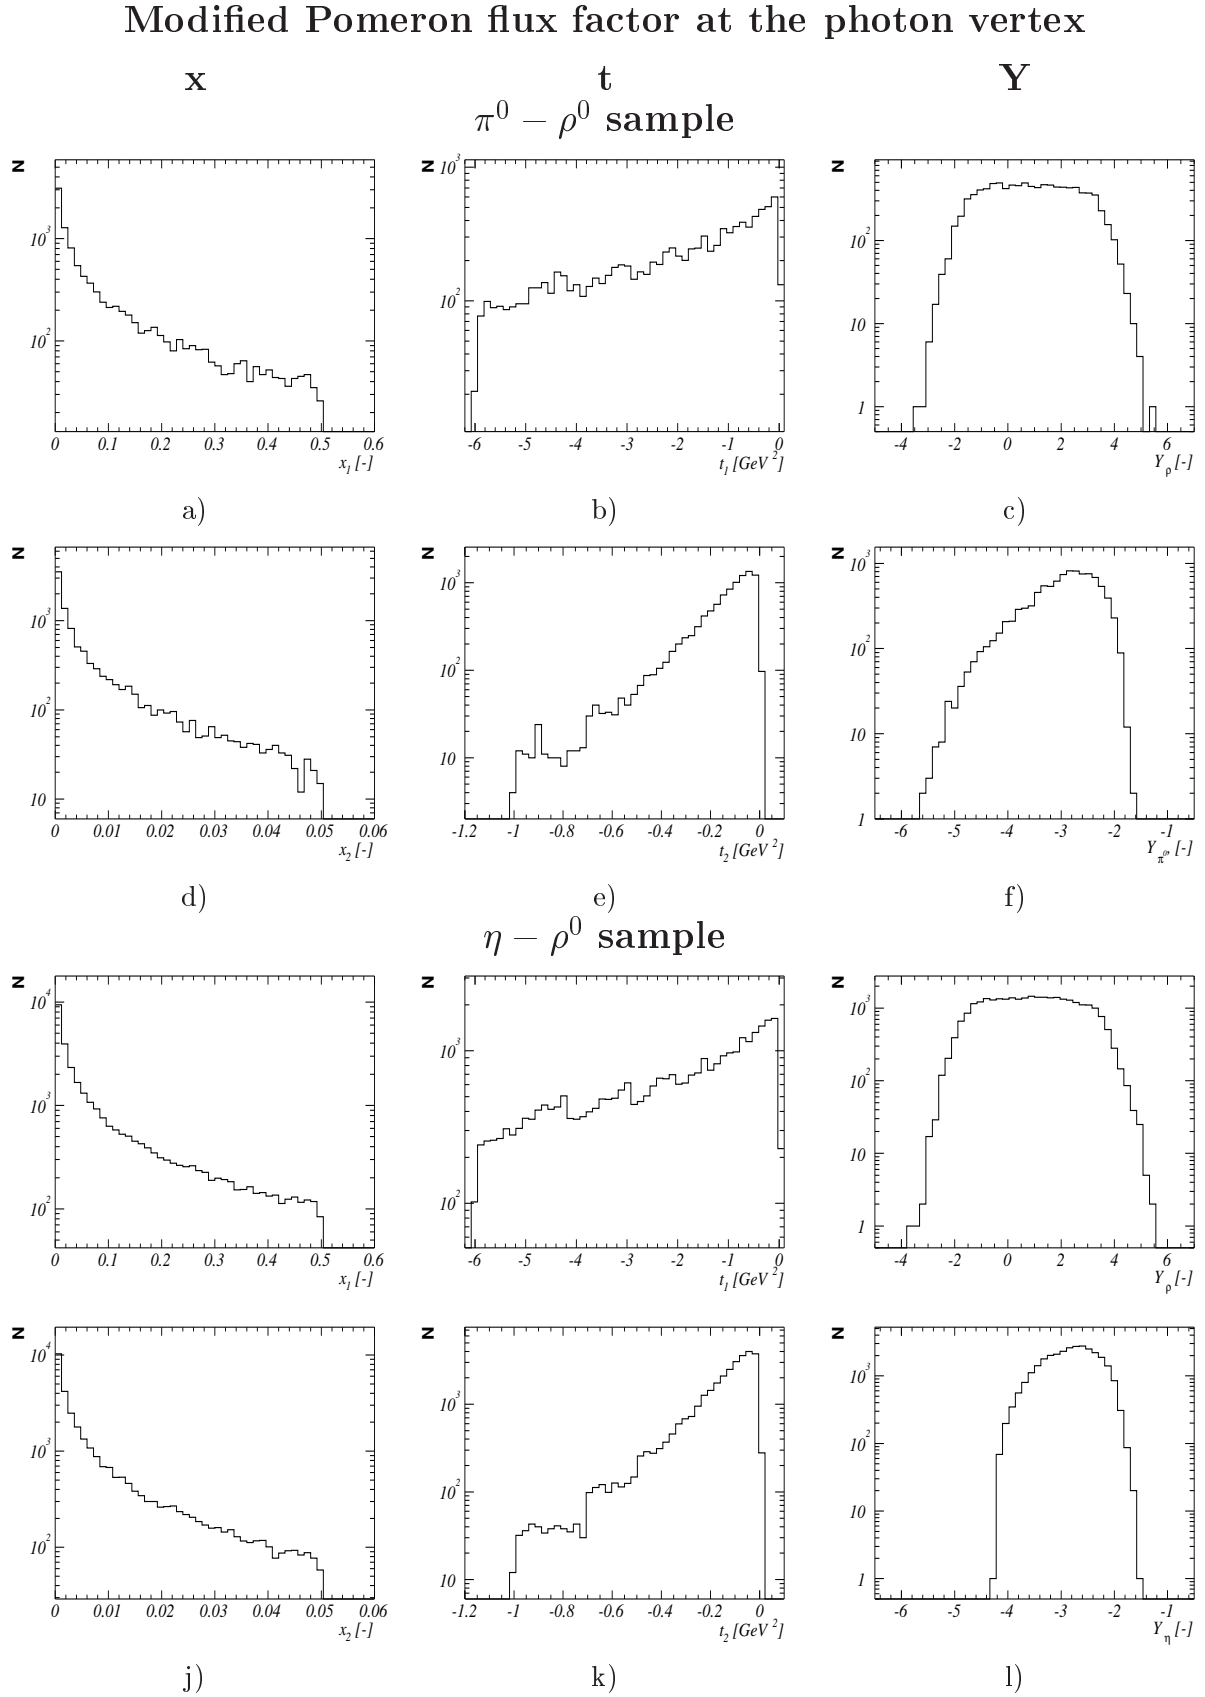 Modified Pomeron flux factor at the photon vertex
x t Y
π⁰ − ρ⁰ sample
N N N
10³ 10² 0 0.1 0.2 0.3 0.4 0.5 0.6 x₁ [-]
10³ 10² -6 -5 -4 -3 -2 -1 0 t₁ [GeV²]
10² 10 1 -4 -2 0 2 4 6 Y_ρ [-]
a) b) c)
N N N
10³ 10² 10 0 0.01 0.02 0.03 0.04 0.05 0.06 x₂ [-]
10³ 10² 10 -1.2 -1 -0.8 -0.6 -0.4 -0.2 0 t₂ [GeV²]
10³ 10² 10 1 -6 -5 -4 -3 -2 -1 Y_π⁰, [-]
d) e) f)
η − ρ⁰ sample
N N N
10⁴ 10³ 10² 0 0.1 0.2 0.3 0.4 0.5 0.6 x₁ [-]
10³ 10² -6 -5 -4 -3 -2 -1 0 t₁ [GeV²]
10³ 10² 10 1 -4 -2 0 2 4 6 Y_ρ [-]
N N N
10⁴ 10³ 10² 0 0.01 0.02 0.03 0.04 0.05 0.06 x₂ [-]
10³ 10² 10 -1.2 -1 -0.8 -0.6 -0.4 -0.2 0 t₂ [GeV²]
10³ 10² 10 1 -6 -5 -4 -3 -2 -1 Y_η [-]
j) k) l)